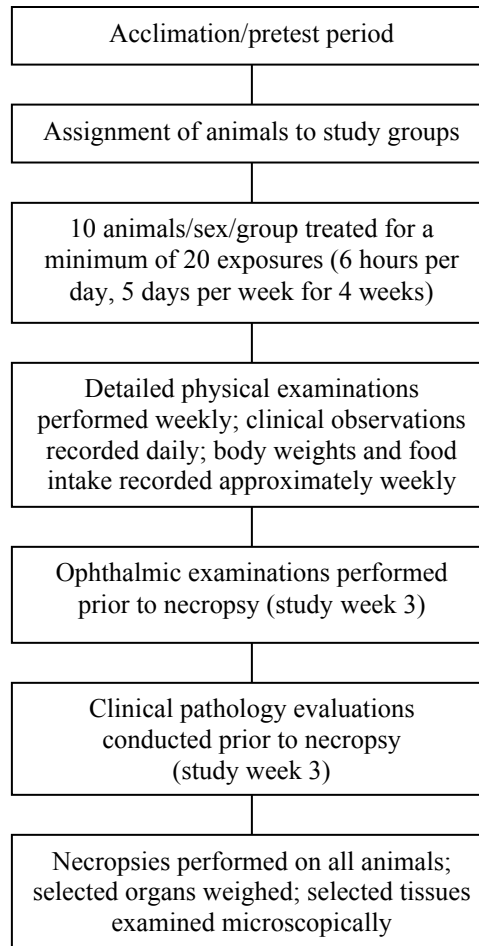 Acclimation/pretest period
Assignment of animals to study groups
10 animals/sex/group treated for a
minimum of 20 exposures (6 hours per
day, 5 days per week for 4 weeks)
Detailed physical examinations
performed weekly; clinical observations
recorded daily; body weights and food
intake recorded approximately weekly
Ophthalmic examinations performed
prior to necropsy (study week 3)
Clinical pathology evaluations
conducted prior to necropsy
(study week 3)
Necropsies performed on all animals;
selected organs weighed; selected tissues
examined microscopically